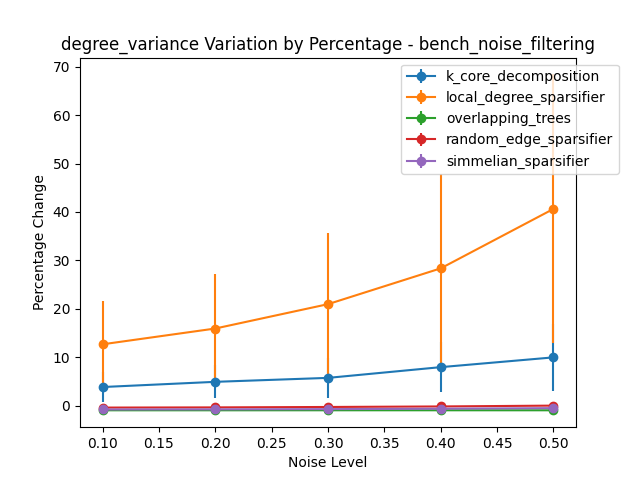 degree_variance Variation by Percentage - bench_noise_filtering
k_core_decomposition
local_degree_sparsifier
overlapping_trees
random_edge_sparsifier
simmelian_sparsifier
Percentage Change
70
60
50
40
30
20
10
0
0.10 0.15 0.20 0.25 0.30 0.35 0.40 0.45 0.50
Noise Level